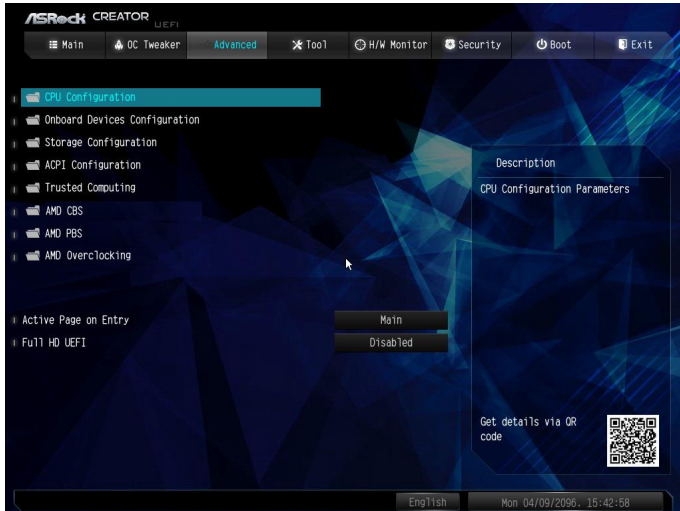 ASRock CREATOR UEFI
Main OC Tweaker Advanced Tool H/W Monitor Security Boot Exit
CPU Configuration
Onboard Devices Configuration
Storage Configuration
ACPI Configuration
Trusted Computing
AMD CBS
AMD PBS
AMD Overclocking
Active Page on Entry Main
Full HD UEFI Disabled
Description
CPU Configuration Parameters
Get details via QR
code
English Mon 04/09/2096. 15:42:58